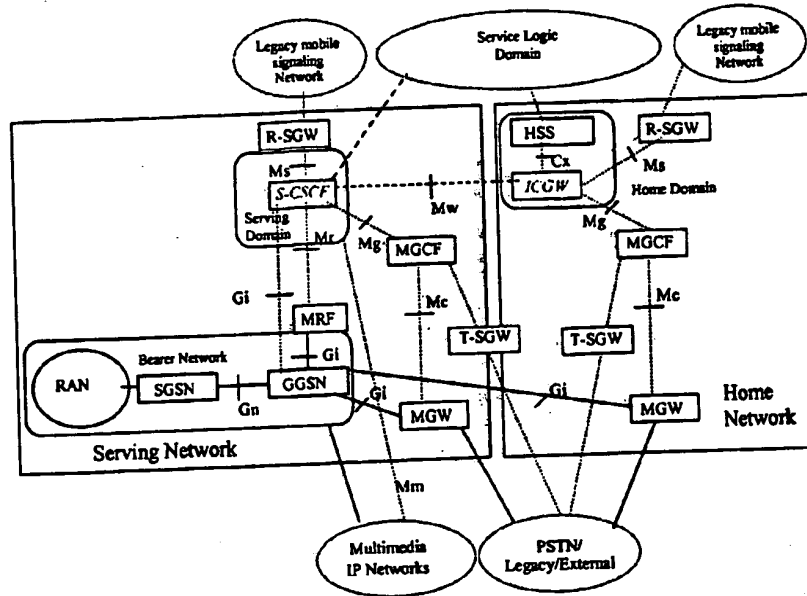 Legacy mobile
signaling
Network
Service Logic
Domain
Legacy mobile
signaling
Network
R-SGW
HSS
R-SGW
Ms
Cx
Ms
S-CSCF
ICGW
Home Domain
Mw
Serving
Domain
Mr
Mg
Mg
MGCF
MGCF
Gi
Mc
Mc
MRF
T-SGW
T-SGW
Bearer Network
Gi
RAN
SGSN
GGSN
Gn
Gi
Gi
MGW
MGW
Home
Network
Serving Network
Mm
Multimedia
IP Networks
PSTN/
Legacy/External